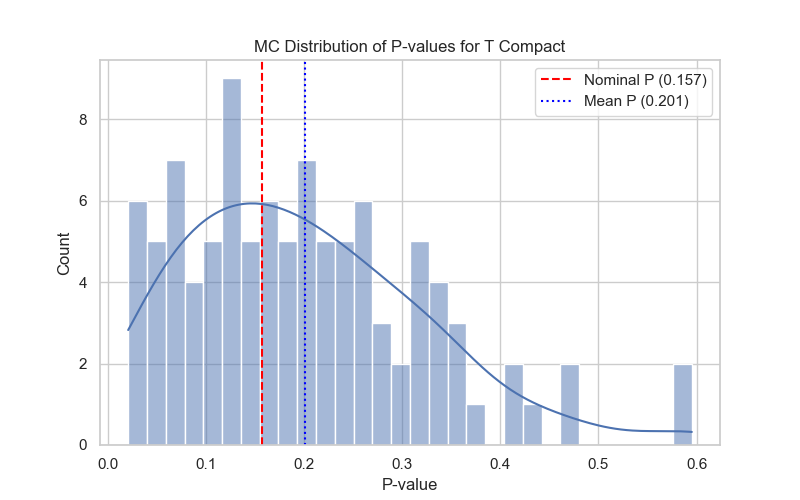 MC Distribution of P-values for T Compact
Nominal P (0.157)
Mean P (0.201)
Count
8
6
4
2
0
0.0 0.1 0.2 0.3 0.4 0.5 0.6
P-value